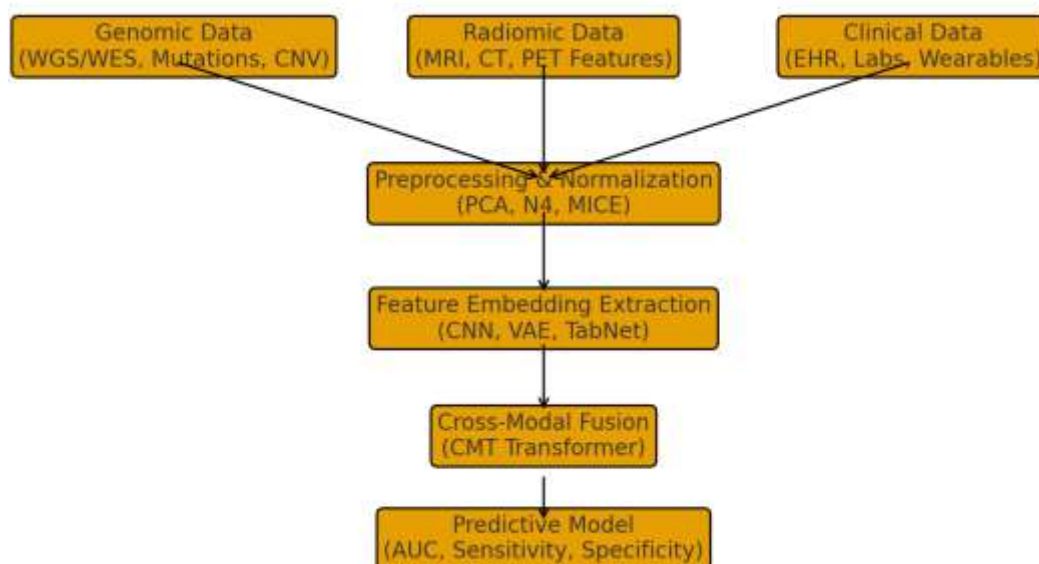 Genomic Data
(WGS/WES, Mutations, CNV)
Radiomic Data
(MRI, CT, PET Features)
Clinical Data
(EHR, Labs, Wearables)
Preprocessing & Normalization
(PCA, N4, MICE)
Feature Embedding Extraction
(CNN, VAE, TabNet)
Cross-Modal Fusion
(CMT Transformer)
Predictive Model
(AUC, Sensitivity, Specificity)